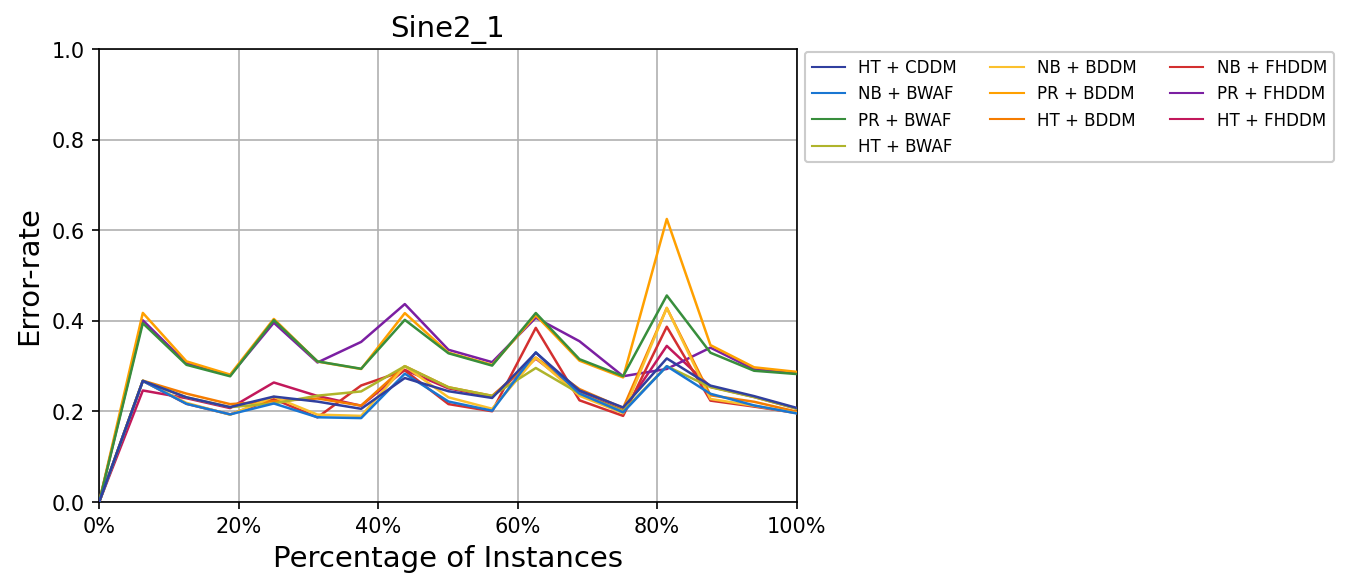 Sine2_1
1.0
0.8
0.6
0.4
0.2
0.0
Error-rate
0%
20%
40%
60%
80%
100%
Percentage of Instances
HT + CDDM
NB + BWAF
PR + BWAF
HT + BWAF
NB + BDDM
PR + BDDM
HT + BDDM
NB + FHDDM
PR + FHDDM
HT + FHDDM